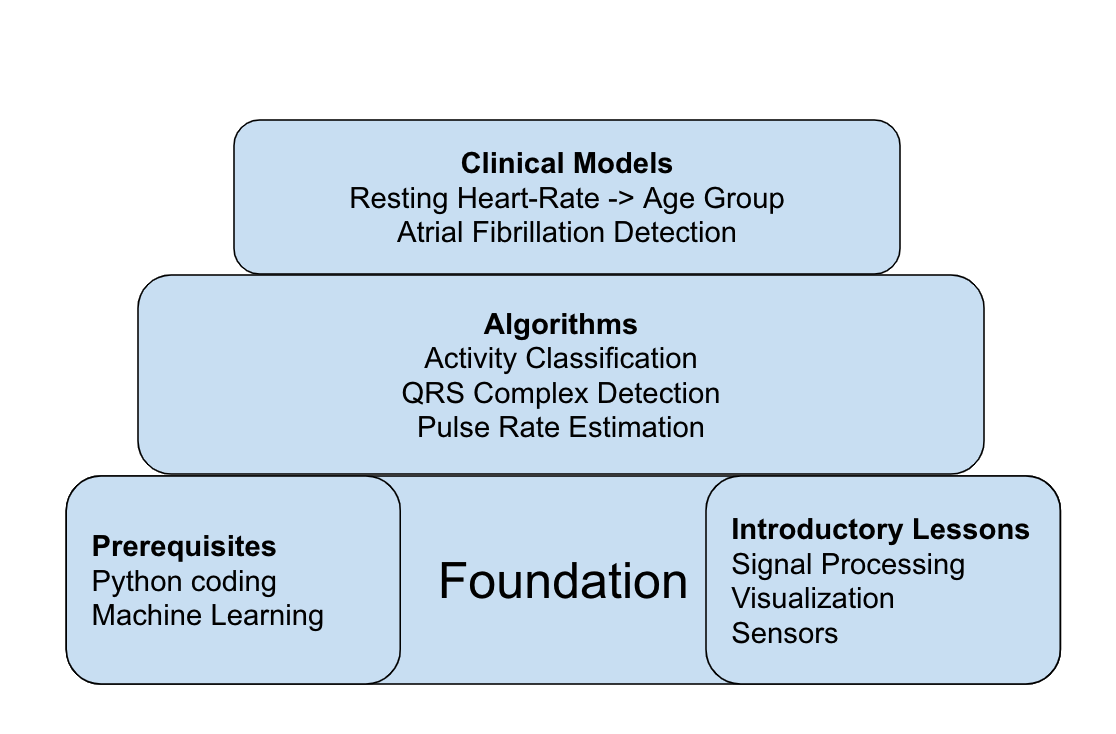 Clinical Models
Resting Heart-Rate -> Age Group
Atrial Fibrillation Detection
Algorithms
Activity Classification
QRS Complex Detection
Pulse Rate Estimation
Prerequisites
Python coding
Machine Learning
Foundation
Introductory Lessons
Signal Processing
Visualization
Sensors